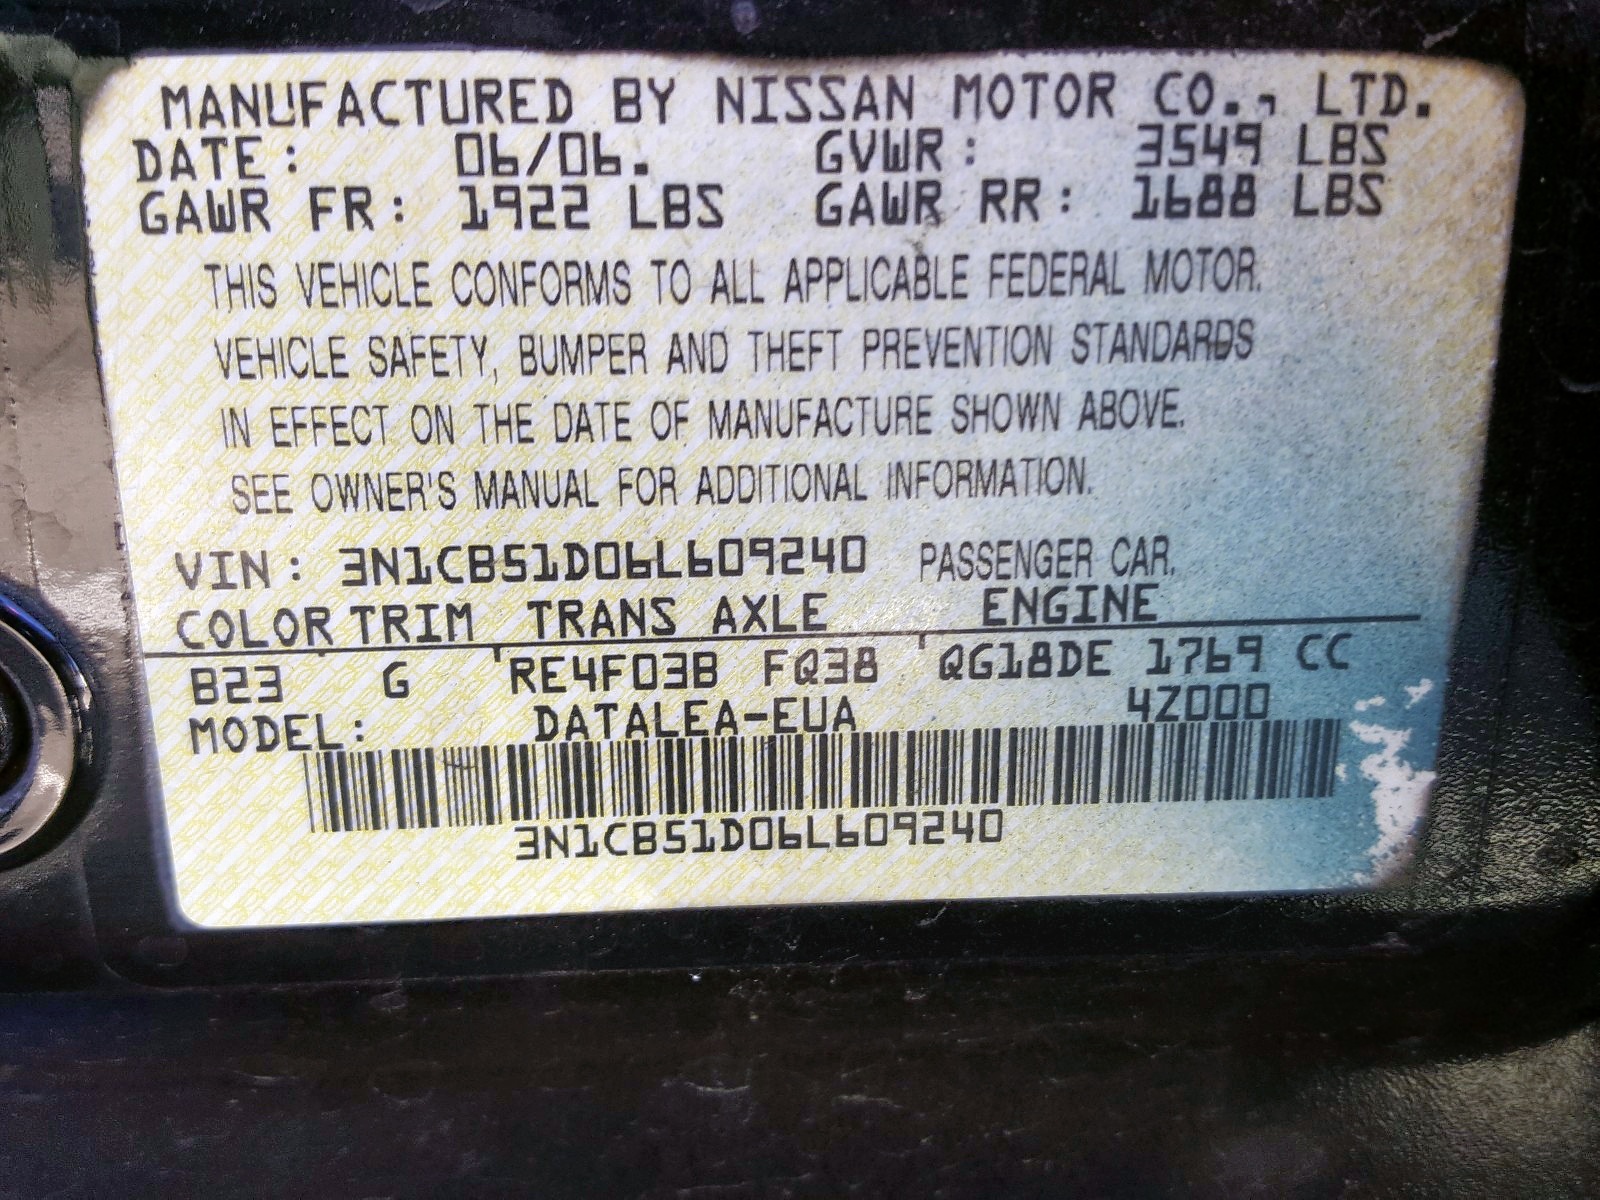 MANUFACTURED BY NISSAN MOTOR CO., LTD.
DATE: 06/06. GVWR: 3549 LBS
GAWR FR: 1922 LBS GAWR RR: 1688 LBS
THIS VEHICLE CONFORMS TO ALL APPLICABLE FEDERAL MOTOR.
VEHICLE SAFETY, BUMPER AND THEFT PREVENTION STANDARDS
IN EFFECT ON THE DATE OF MANUFACTURE SHOWN ABOVE.
SEE OWNER'S MANUAL FOR ADDITIONAL INFORMATION.
VIN: 3N1CB51D06L609240 PASSENGER CAR.
COLOR TRIM TRANS AXLE ENGINE
B23 G RE4F03B FQ38 QG18DE 1769 CC
MODEL: DATALEA-EUA 4Z000
3N1CB51D06L609240